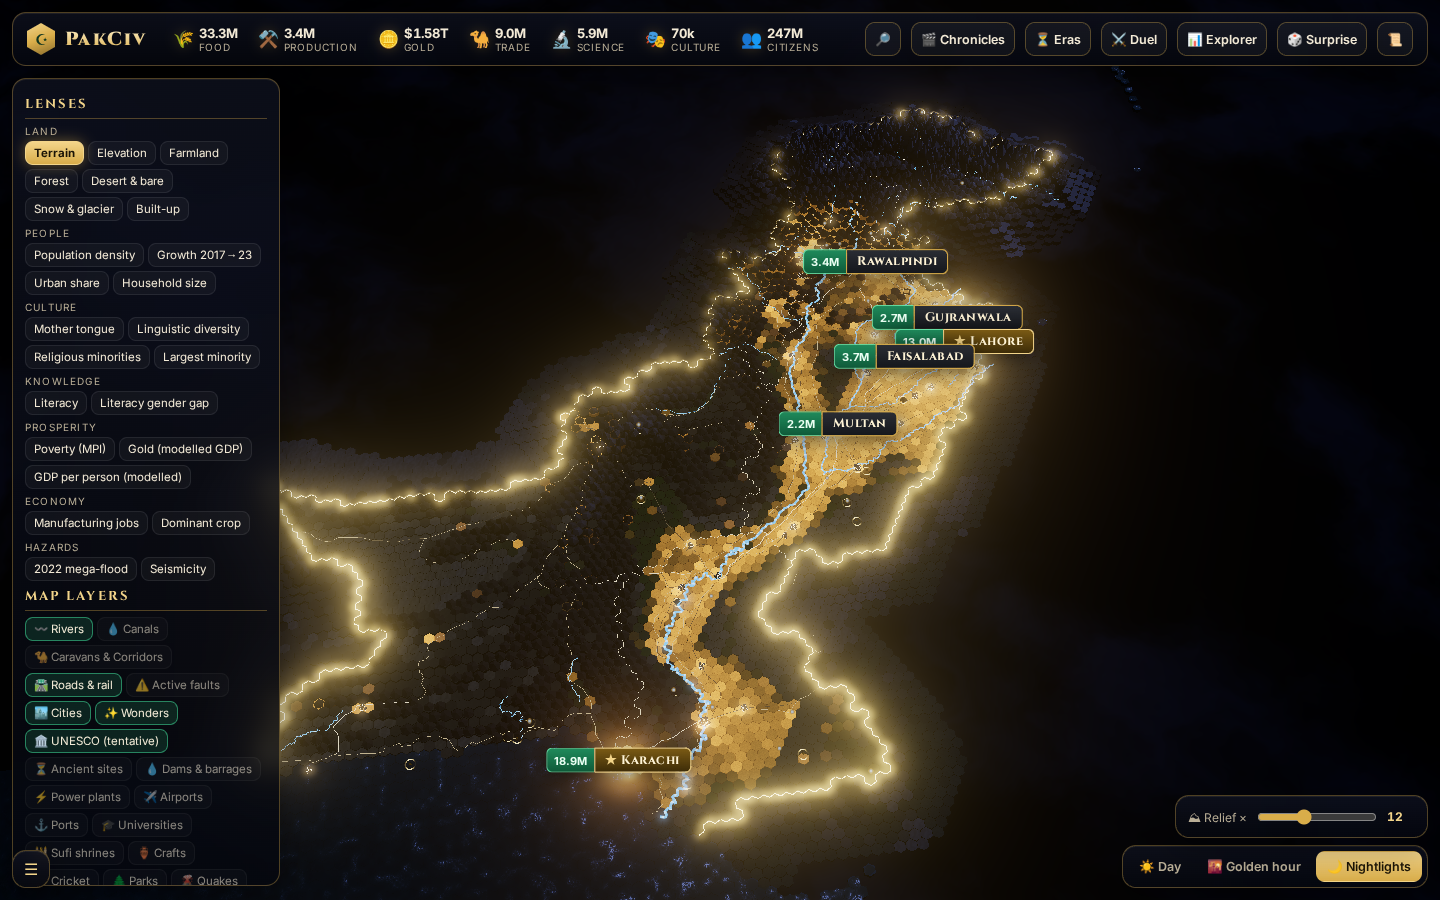 PAKCIV
33.3M FOOD
3.4M PRODUCTION
$1.58T GOLD
9.0M TRADE
5.9M SCIENCE
70k CULTURE
247M CITIZENS
Chronicles
Eras
Duel
Explorer
Surprise
LENSES
LAND
Terrain Elevation Farmland
Forest Desert & bare
Snow & glacier Built-up
PEOPLE
Population density Growth 2017→23
Urban share Household size
CULTURE
Mother tongue Linguistic diversity
Religious minorities Largest minority
KNOWLEDGE
Literacy Literacy gender gap
PROSPERITY
Poverty (MPI) Gold (modelled GDP)
GDP per person (modelled)
ECONOMY
Manufacturing jobs Dominant crop
HAZARDS
2022 mega-flood Seismicity
MAP LAYERS
Rivers Canals
Caravans & Corridors
Roads & rail Active faults
Cities Wonders
UNESCO (tentative)
Ancient sites Dams & barrages
Power plants Airports
Ports Universities
Sufi shrines Crafts
Cricket Parks Quakes
3.4M RAWALPINDI
2.7M GUJRANWALA
13.0M ★ LAHORE
3.7M FAISALABAD
2.2M MULTAN
18.9M ★ KARACHI
Relief × 12
Day Golden hour Nightlights